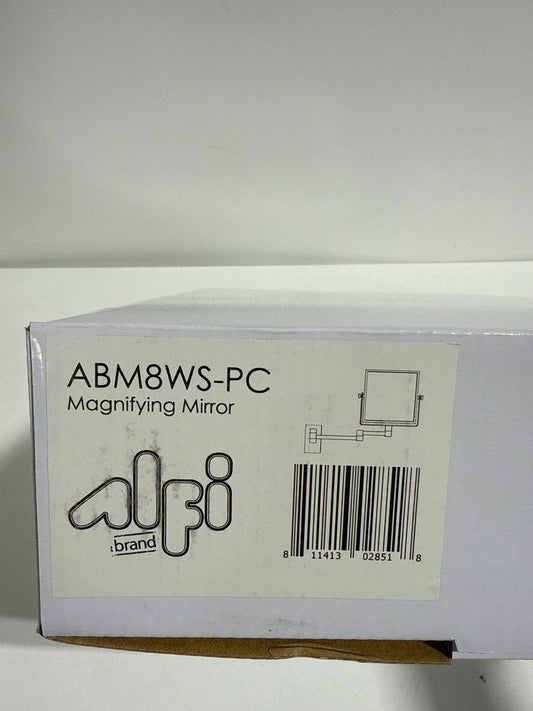 ABM8WS-PC
Magnifying Mirror
alfi
brand
8 11413 02851 8